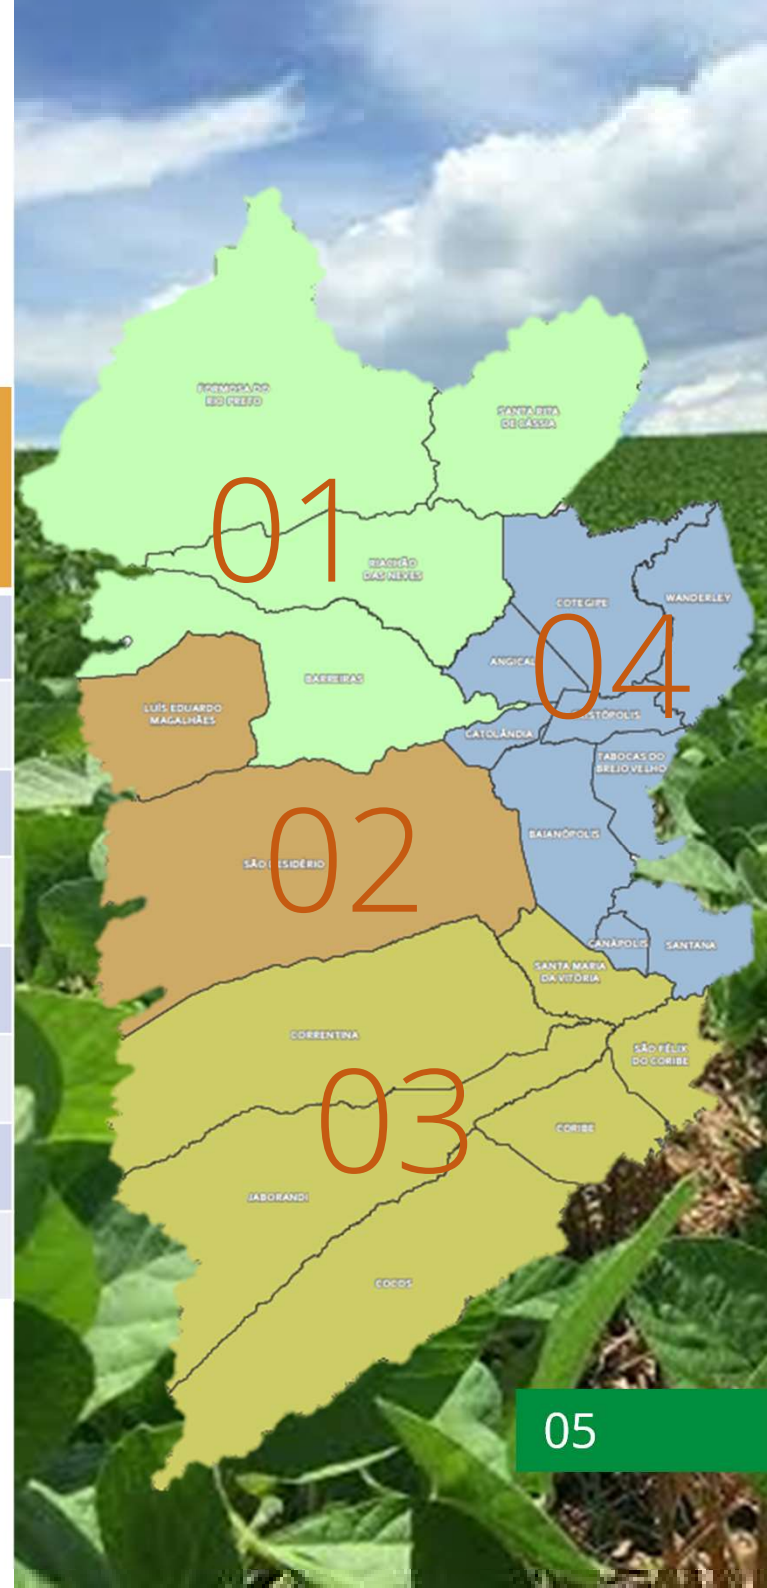 FORMOSA DO
RIO PRETO
SANTA RITA
DE CÁSSIA
01
RIACHÃO
DAS NEVES
COTEGIPE
WANDERLEY
ANGICAL
04
BARREIRAS
LUÍS EDUARDO
MAGALHÃES
STÓPOLIS
CATOLÂNDIA
TABOCAS DO
BREJO VELHO
BAIANÓPOLIS
02
SÃO ESIDÉRIO
CANÁPOLIS
SANTANA
SANTA MARIA
DA VITÓRIA
CORRENTINA
SÃO FÉLIX
DO CORIBE
03
CORIBE
JABORANDI
COCOS
05